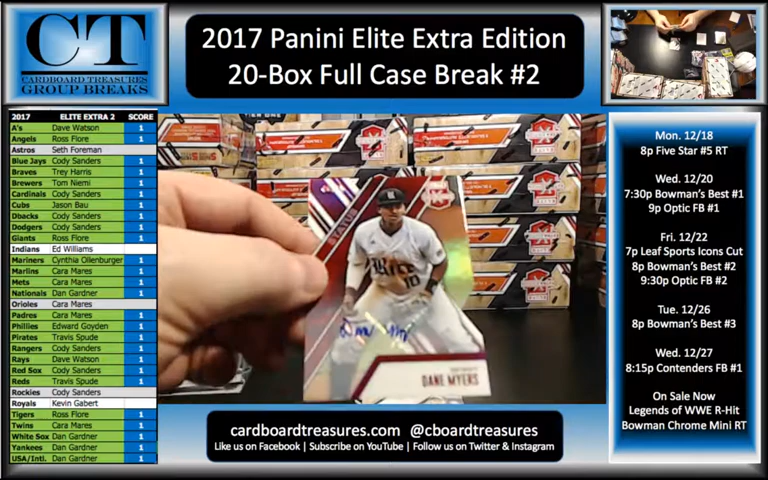 CT
CARDBOARD TREASURES
GROUP BREAKS
2017 Panini Elite Extra Edition
20-Box Full Case Break #2
2017 ELITE EXTRA 2 SCORE
A's Dave Watson 1
Angels Ross Flore 1
Astros Seth Foreman
Blue Jays Cody Sanders 1
Braves Trey Harris 1
Brewers Tom Niemi 1
Cardinals Cody Sanders 1
Cubs Jason Bau 1
Dbacks Cody Sanders 1
Dodgers Cody Sanders 1
Giants Ross Flore 1
Indians Ed Williams
Mariners Cynthia Ollenburger 1
Marlins Cara Mares 1
Mets Cara Mares 1
Nationals Dan Gardner 1
Orioles Cara Mares
Padres Cara Mares 1
Phillies Edward Goyden 1
Pirates Travis Spude 1
Rangers Cody Sanders 1
Rays Dave Watson 1
Red Sox Cody Sanders 1
Reds Travis Spude 1
Rockies Cody Sanders
Royals Kevin Gabert
Tigers Ross Flore 1
Twins Cara Mares 1
White Sox Dan Gardner 1
Yankees Dan Gardner 1
USA/Intl. Dan Gardner 1
STATUS
RICE
10
DANE MYERS
Mon. 12/18
8p Five Star #5 RT
Wed. 12/20
7:30p Bowman's Best #1
9p Optic FB #1
Fri. 12/22
7p Leaf Sports Icons Cut
8p Bowman's Best #2
9:30p Optic FB #2
Tue. 12/26
8p Bowman's Best #3
Wed. 12/27
8:15p Contenders FB #1
On Sale Now
Legends of WWE R-Hit
Bowman Chrome Mini RT
cardboardtreasures.com @cboardtreasures
Like us on Facebook | Subscribe on YouTube | Follow us on Twitter & Instagram